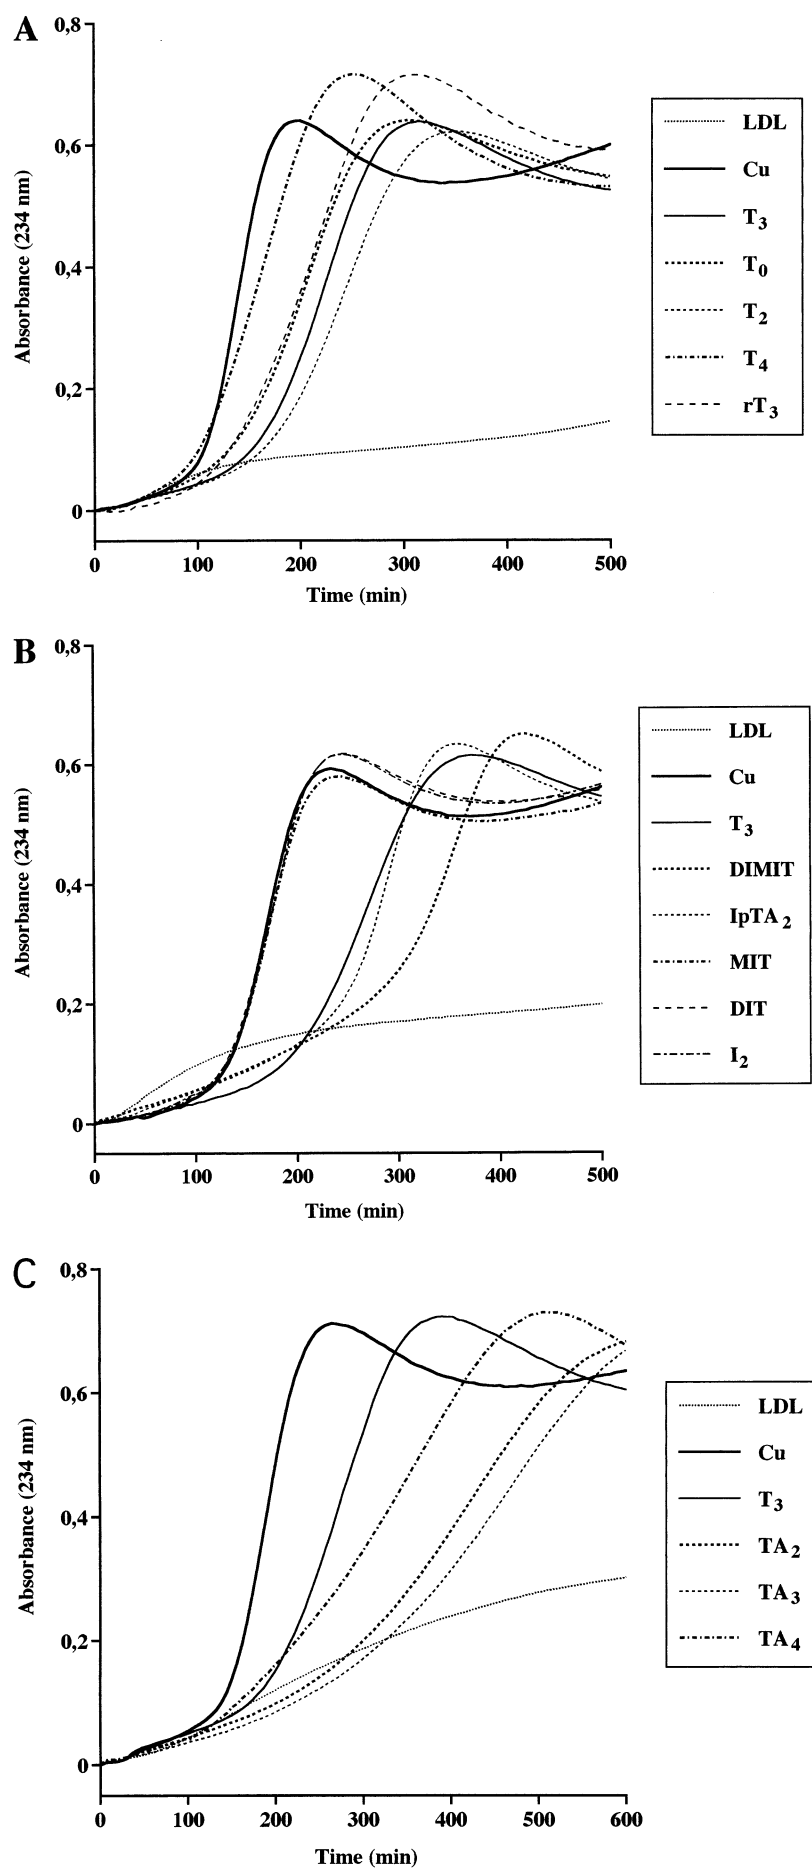 A
0,8
0,6
0,4
0,2
0
Absorbance (234 nm)
0 100 200 300 400 500
Time (min)
LDL
Cu
T3
T0
T2
T4
rT3
B
0,8
0,6
0,4
0,2
0
Absorbance (234 nm)
0 100 200 300 400 500
Time (min)
LDL
Cu
T3
DIMIT
IpTA2
MIT
DIT
I2
C
0,8
0,6
0,4
0,2
0
Absorbance (234 nm)
0 100 200 300 400 500 600
Time (min)
LDL
Cu
T3
TA2
TA3
TA4